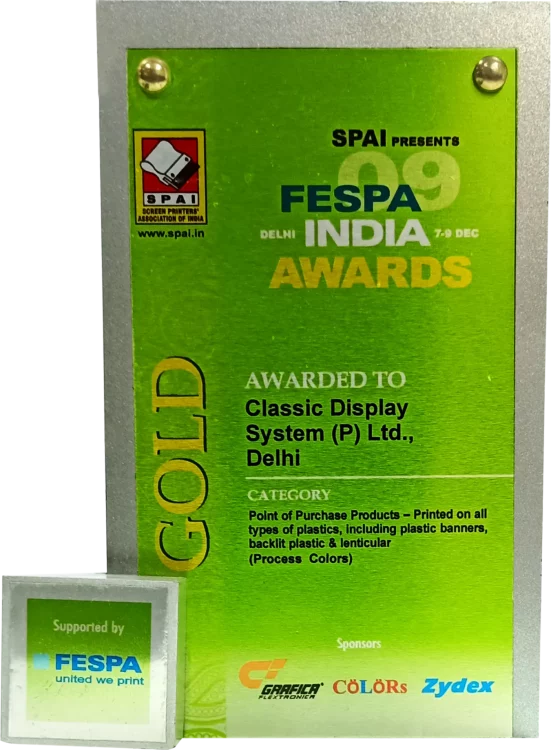 SPAI PRESENTS
09
FESPA
DELHI INDIA 7-9 DEC
AWARDS
SPAI
SCREEN PRINTERS'
ASSOCIATION OF INDIA
www.spai.in
GOLD
AWARDED TO
Classic Display
System (P) Ltd.,
Delhi
CATEGORY
Point of Purchase Products – Printed on all
types of plastics, including plastic banners,
backlit plastic & lenticular
(Process Colors)
Sponsors
GRAFICA
FLEXTRONICA
CÖLÖRs
Zydex
Supported by
FESPA
united we print